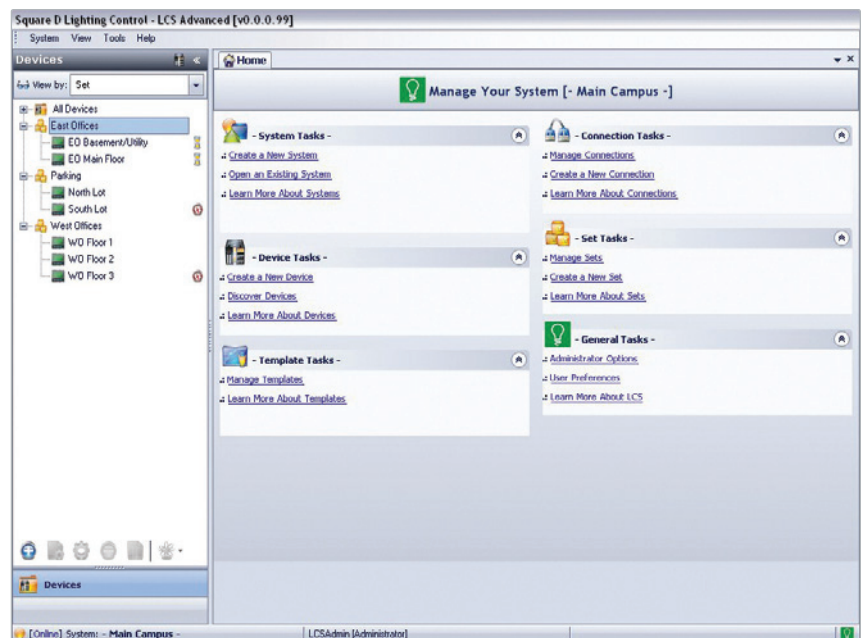 Square D Lighting Control - LCS Advanced [v0.0.0.99]
System View Tools Help
Devices
View by: Set
All Devices
East Offices
EO Basement/Utility
EO Main Floor
Parking
North Lot
South Lot
West Offices
WO Floor 1
WO Floor 2
WO Floor 3
Devices
Home
Manage Your System [- Main Campus -]
- System Tasks -
Create a New System
Open an Existing System
Learn More About Systems
- Device Tasks -
Create a New Device
Discover Devices
Learn More About Devices
- Template Tasks -
Manage Templates
Learn More About Templates
- Connection Tasks -
Manage Connections
Create a New Connection
Learn More About Connections
- Set Tasks -
Manage Sets
Create a New Set
Learn More About Sets
- General Tasks -
Administrator Options
User Preferences
Learn More About LCS
[Online] System: - Main Campus -
LCSAdmin [Administrator]